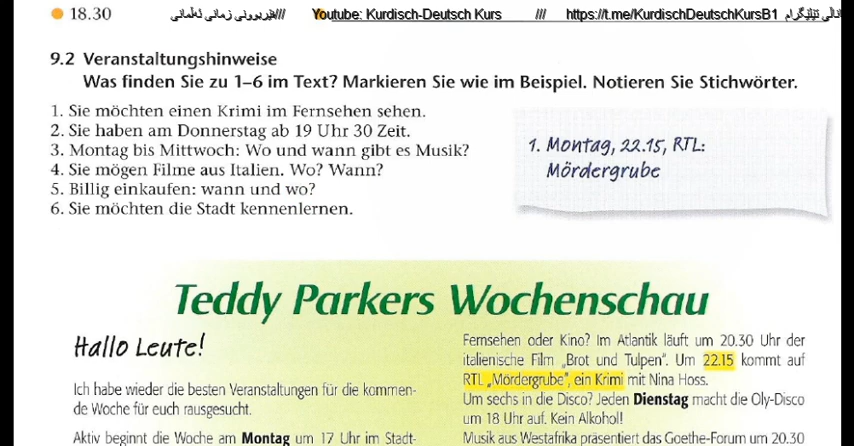 18.30
///فێربوونی زمانی ئەڵمانی Youtube: Kurdisch-Deutsch Kurs /// https://t.me/KurdischDeutschKursB1 تێلێگرام
9.2 Veranstaltungshinweise
Was finden Sie zu 1–6 im Text? Markieren Sie wie im Beispiel. Notieren Sie Stichwörter.
1. Sie möchten einen Krimi im Fernsehen sehen.
2. Sie haben am Donnerstag ab 19 Uhr 30 Zeit.
3. Montag bis Mittwoch: Wo und wann gibt es Musik?
4. Sie mögen Filme aus Italien. Wo? Wann?
5. Billig einkaufen: wann und wo?
6. Sie möchten die Stadt kennenlernen.
1. Montag, 22.15, RTL:
Mördergrube
Teddy Parkers Wochenschau
Hallo Leute!
Ich habe wieder die besten Veranstaltungen für die kommen-
de Woche für euch rausgesucht.
Aktiv beginnt die Woche am Montag um 17 Uhr im Stadt-
Fernsehen oder Kino? Im Atlantik läuft um 20.30 Uhr der
italienische Film „Brot und Tulpen“. Um 22.15 kommt auf
RTL „Mördergrube“, ein Krimi mit Nina Hoss.
Um sechs in die Disco? Jeden Dienstag macht die Oly-Disco
um 18 Uhr auf. Kein Alkohol!
Musik aus Westafrika präsentiert das Goethe-Forum um 20.30